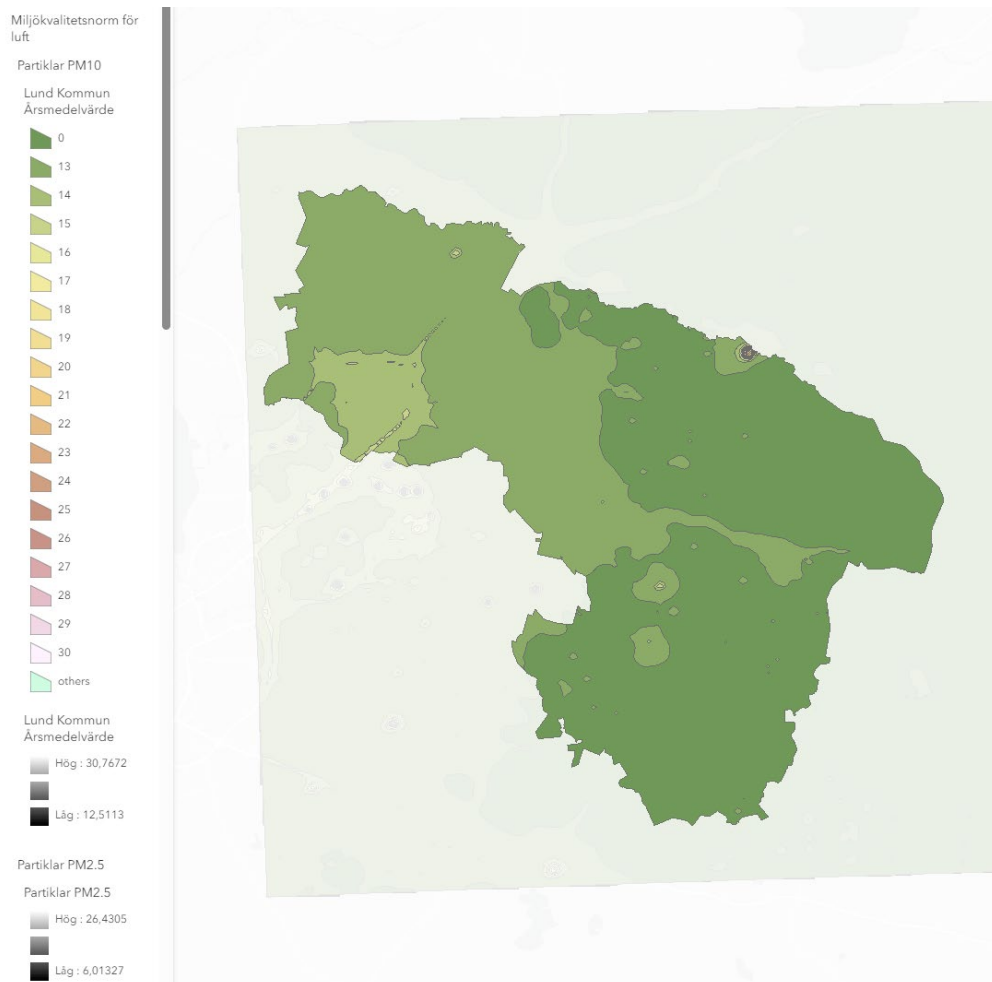 Miljökvalitetsnorm för
luft
Partiklar PM10
Lund Kommun
Årsmedelvärde
0
13
14
15
16
17
18
19
20
21
22
23
24
25
26
27
28
29
30
others
Lund Kommun
Årsmedelvärde
Hög : 30,7672
Låg : 12,5113
Partiklar PM2.5
Partiklar PM2.5
Hög : 26,4305
Låg : 6,01327